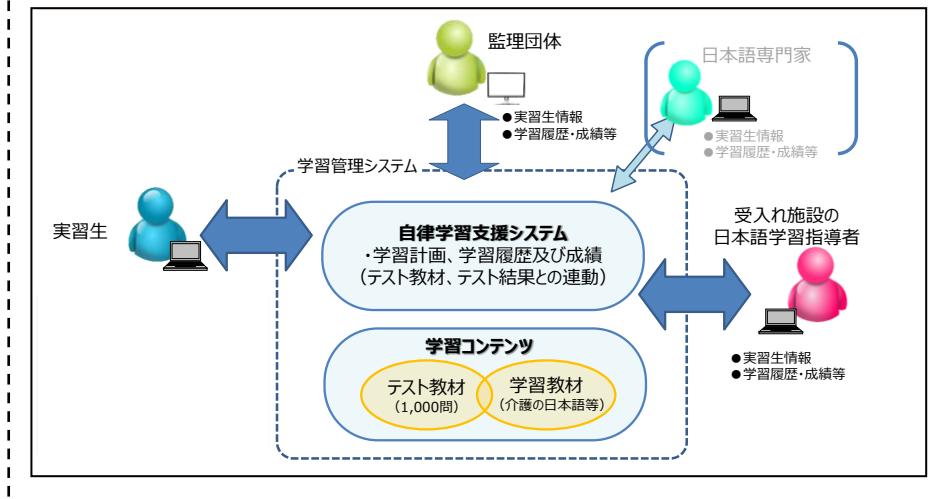 監理団体
●実習生情報
●学習履歴・成績等
日本語専門家
●実習生情報
●学習履歴・成績等
学習管理システム
実習生
自律学習支援システム
・学習計画、学習履歴及び成績
（テスト教材、テスト結果との連動）
受入れ施設の
日本語学習指導者
●実習生情報
●学習履歴・成績等
学習コンテンツ
テスト教材
（1,000問）
学習教材
（介護の日本語等）